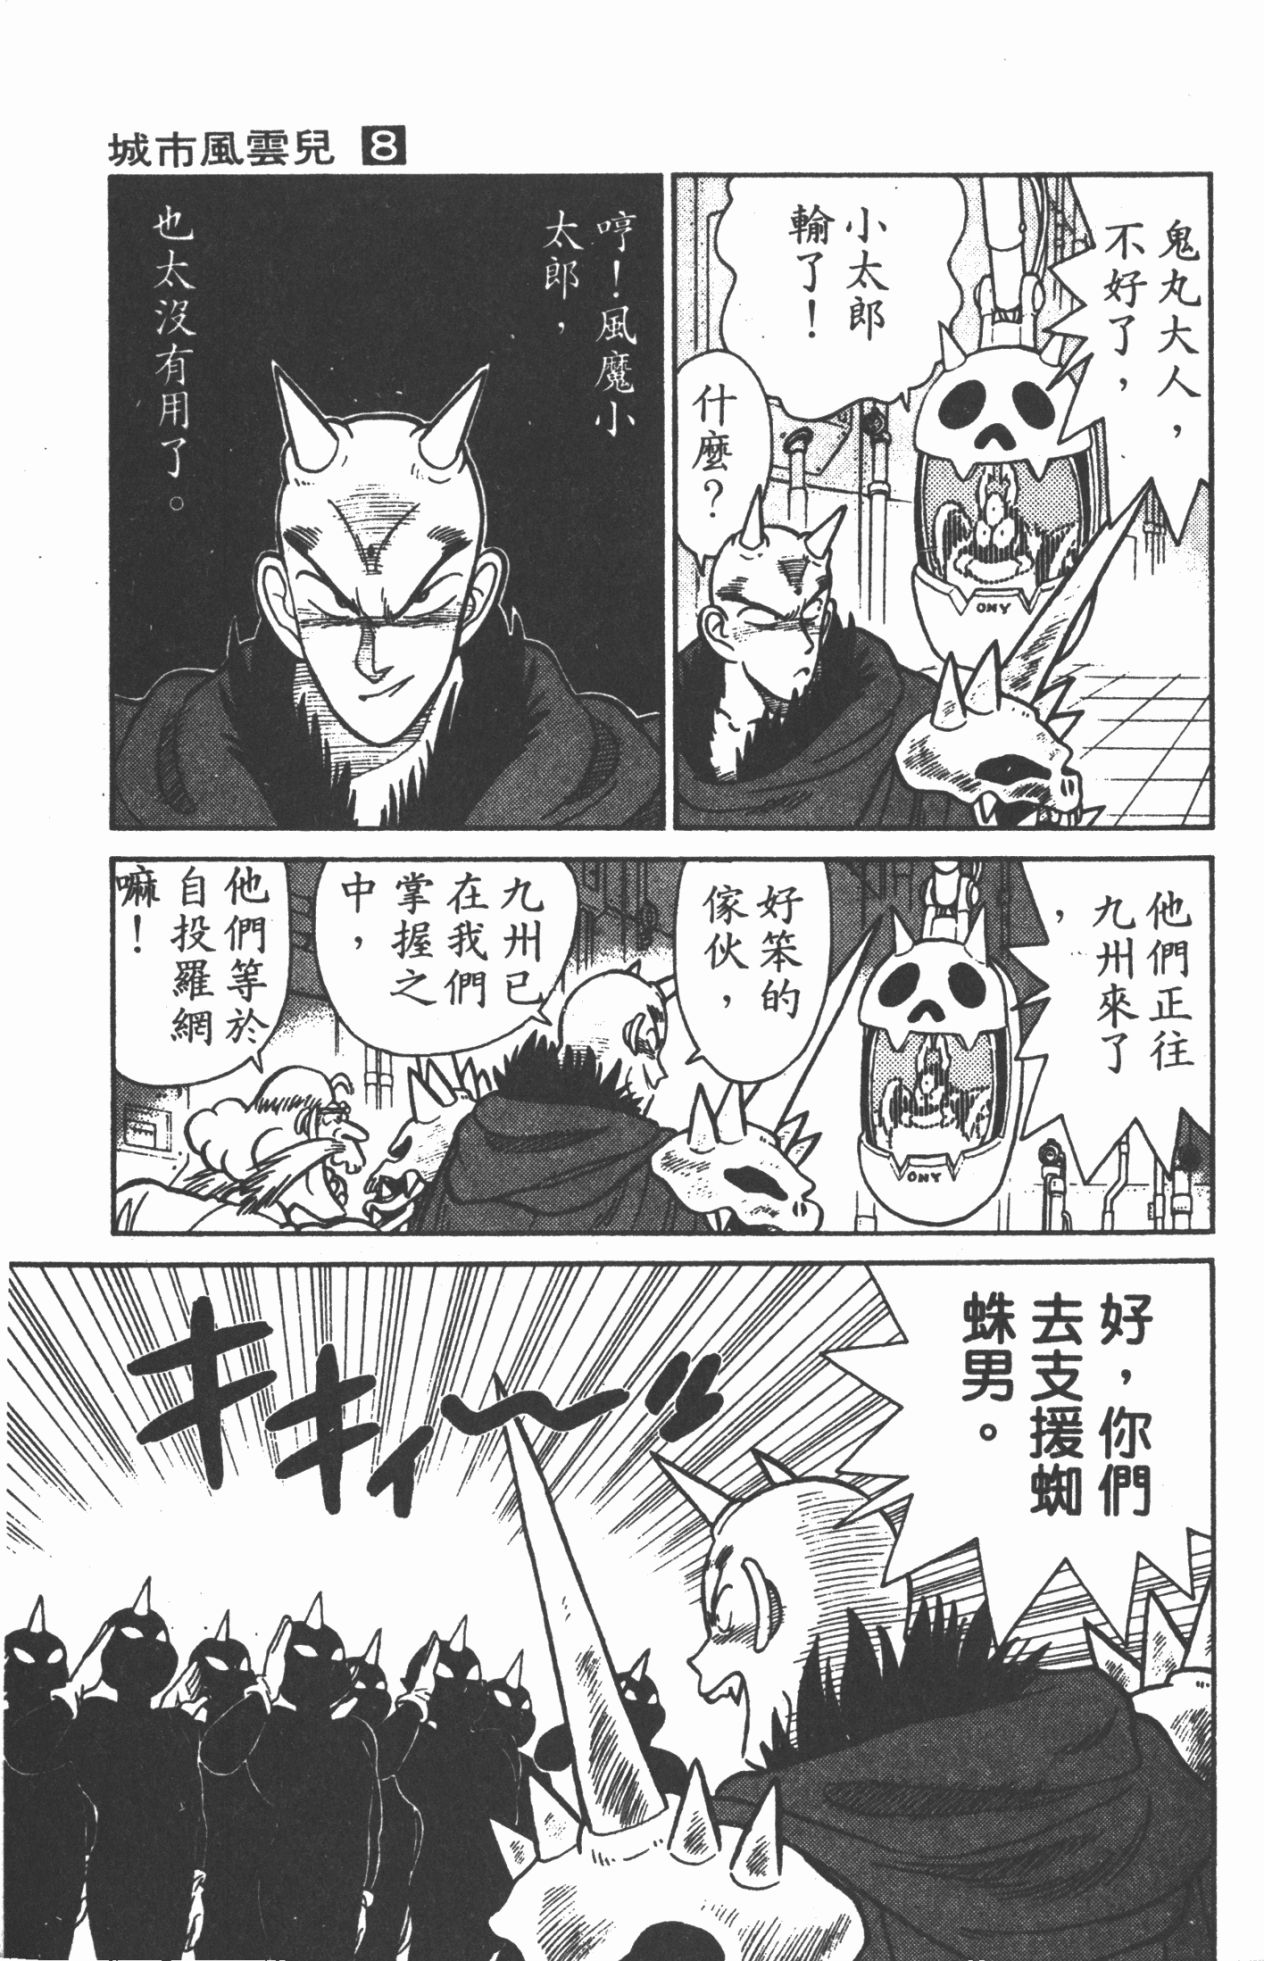 城市風雲兒 8
鬼丸大人，
不好了，
小太郎
輸了！
什麼？
哼！風魔小
太郎，
也太沒有用了。
ONY
他們正往
九州來了
，
好笨的
傢伙，
九州已
在我們
掌握之
中，
他們等於
自投羅網
嘛！
ONY
好，你們
去支援蜘
蛛男。
キキィ〜ッ